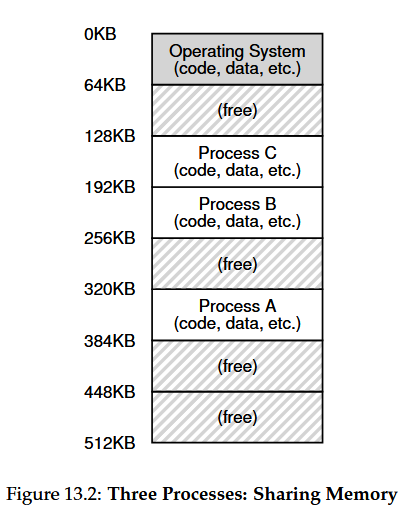 0KB
Operating System
(code, data, etc.)
64KB
(free)
128KB
Process C
(code, data, etc.)
192KB
Process B
(code, data, etc.)
256KB
(free)
320KB
Process A
(code, data, etc.)
384KB
(free)
448KB
(free)
512KB
Figure 13.2: Three Processes: Sharing Memory